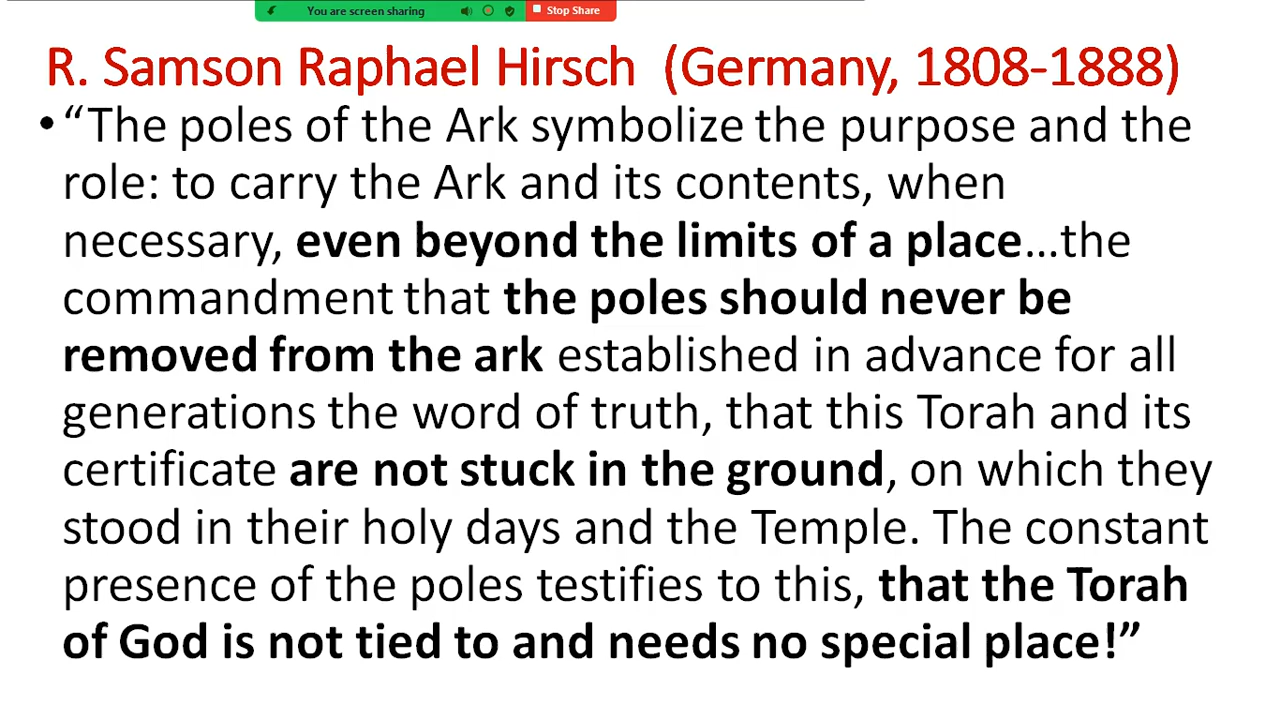 You are screen sharing Stop Share
R. Samson Raphael Hirsch (Germany, 1808-1888)
• “The poles of the Ark symbolize the purpose and the
role: to carry the Ark and its contents, when
necessary, even beyond the limits of a place…the
commandment that the poles should never be
removed from the ark established in advance for all
generations the word of truth, that this Torah and its
certificate are not stuck in the ground, on which they
stood in their holy days and the Temple. The constant
presence of the poles testifies to this, that the Torah
of God is not tied to and needs no special place!”